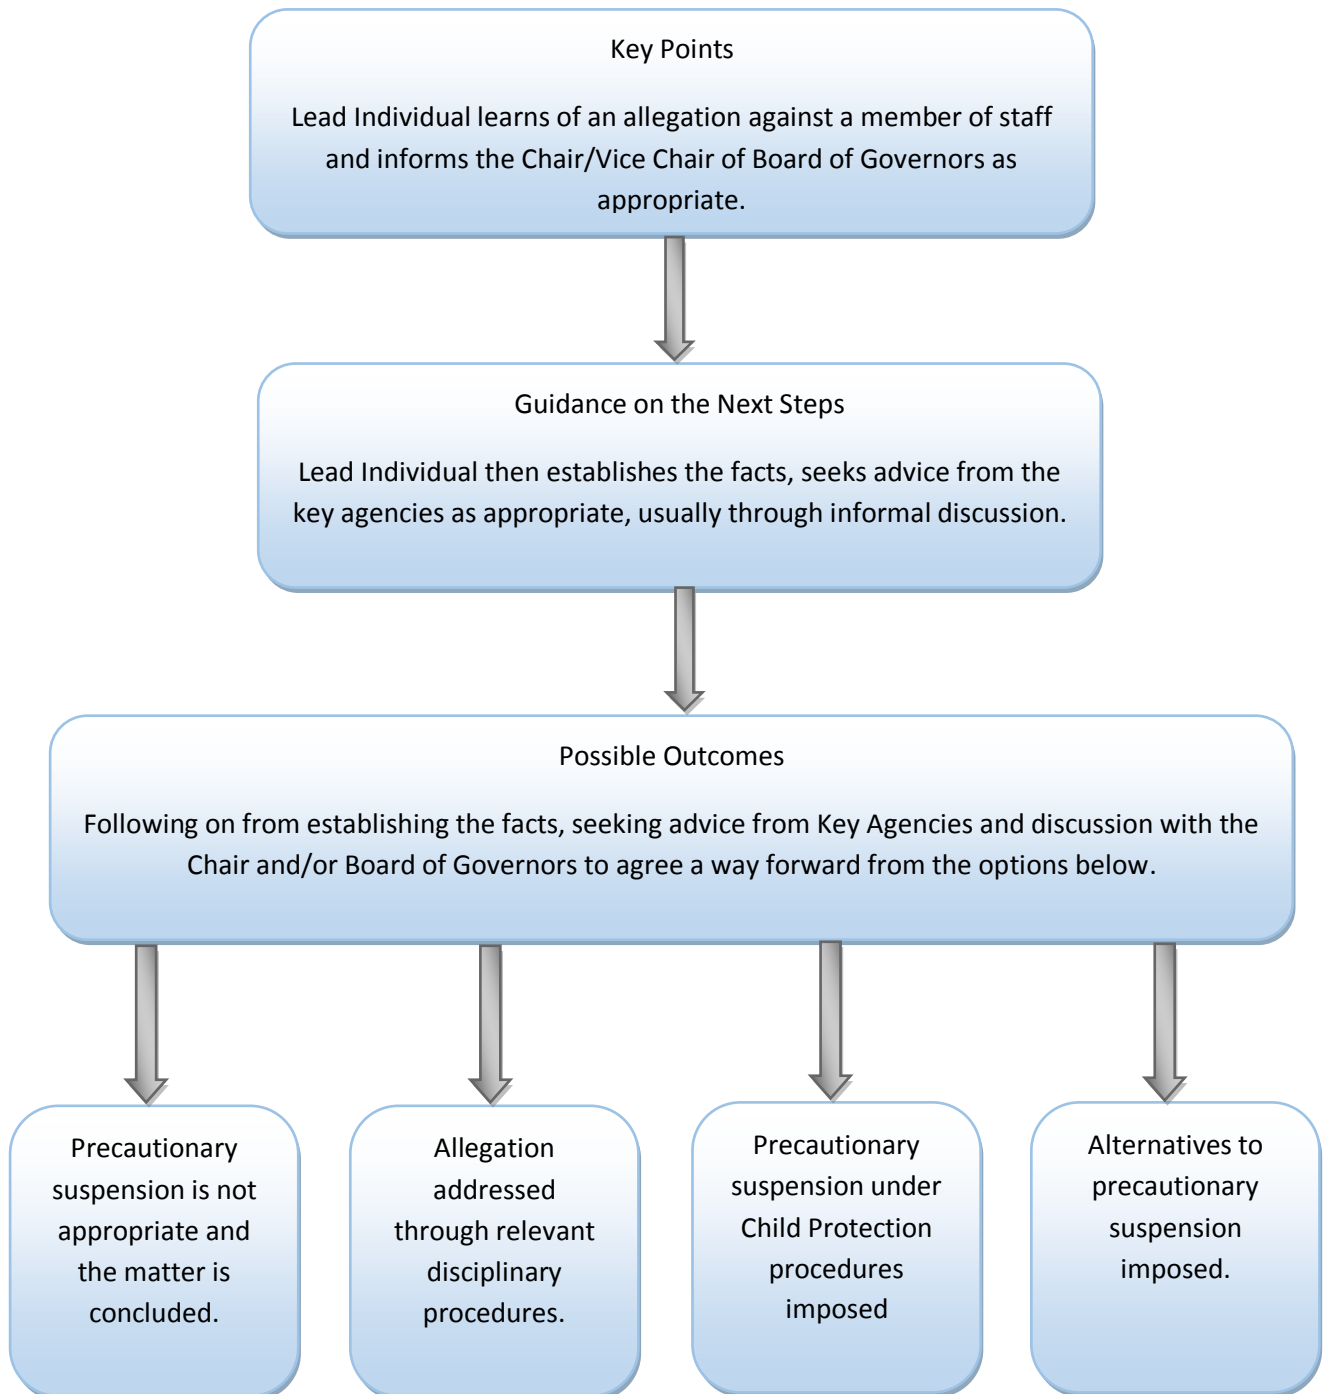 Key Points
Lead Individual learns of an allegation against a member of staff
and informs the Chair/Vice Chair of Board of Governors as
appropriate.
Guidance on the Next Steps
Lead Individual then establishes the facts, seeks advice from the
key agencies as appropriate, usually through informal discussion.
Possible Outcomes
Following on from establishing the facts, seeking advice from Key Agencies and discussion with the
Chair and/or Board of Governors to agree a way forward from the options below.
Precautionary
suspension is not
appropriate and
the matter is
concluded.
Allegation
addressed
through relevant
disciplinary
procedures.
Precautionary
suspension under
Child Protection
procedures
imposed
Alternatives to
precautionary
suspension
imposed.